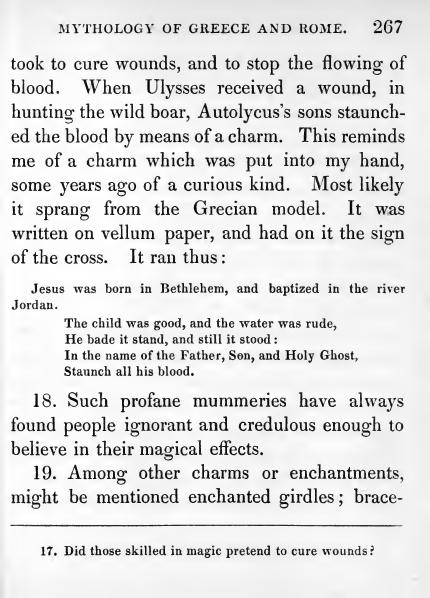 MYTHOLOGY OF GREECE AND ROME. 267
took to cure wounds, and to stop the flowing of
blood. When Ulysses received a wound, in
hunting the wild boar, Autolycus's sons staunch-
ed the blood by means of a charm. This reminds
me of a charm which was put into my hand,
some years ago of a curious kind. Most likely
it sprang from the Grecian model. It was
written on vellum paper, and had on it the sign
of the cross. It ran thus :
Jesus was born in Bethlehem, and baptized in the river
Jordan.
The child was good, and the water was rude,
He bade it stand, and still it stood :
In the name of the Father, Son, and Holy Ghost,
Staunch all his blood.
18. Such profane mummeries have always
found people ignorant and credulous enough to
believe in their magical effects.
19. Among other charms or enchantments,
might be mentioned enchanted girdles ; brace-
17. Did those skilled in magic pretend to cure wounds ?